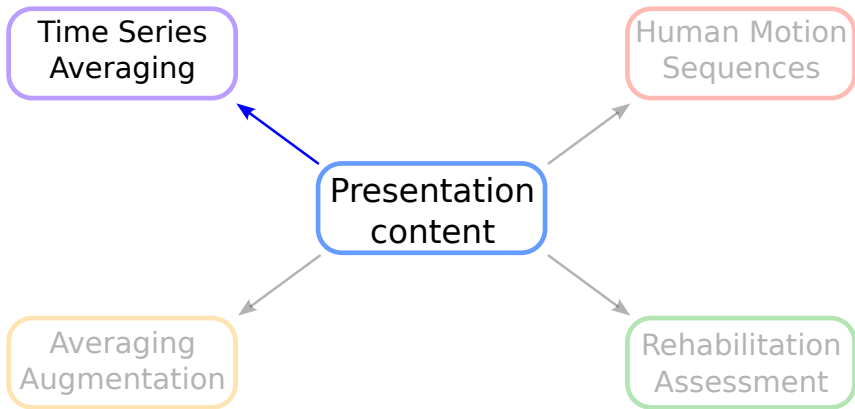 Time Series
Averaging
Human Motion
Sequences
Presentation
content
Averaging
Augmentation
Rehabilitation
Assessment